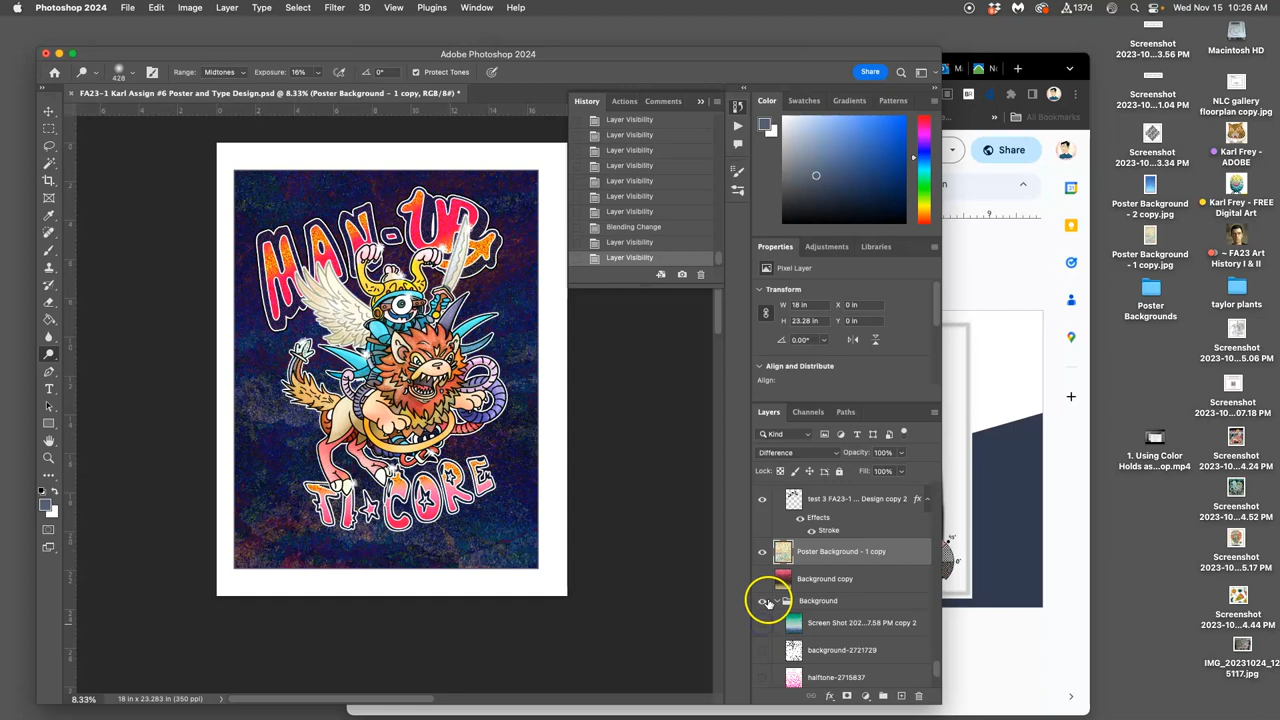 Photoshop 2024 File Edit Image Layer Type Select Filter 3D View Plugins Window Help 137d Wed Nov 15 10:26 AM
Adobe Photoshop 2024
428 Range: Midtones Exposure: 16% 0° Protect Tones Share
FA23-1 Karl Assign #6 Poster and Type Design.psd @ 8.33% (Poster Background - 1 copy, RGB/8#) *
History Actions Comments
Layer Visibility
Layer Visibility
Layer Visibility
Layer Visibility
Layer Visibility
Layer Visibility
Layer Visibility
Blending Change
Layer Visibility
Layer Visibility
MAN-UP
TI★CORE
8.33% 18 in x 23.283 in (350 ppi)
Color Swatches Gradients Patterns
Properties Adjustments Libraries
Pixel Layer
Transform
W 18 in X 0 in
H 23.28 in Y 0 in
0.00°
Align and Distribute
Align:
Layers Channels Paths
Kind
Difference Opacity: 100%
Lock: Fill: 100%
test 3 FA23-1 ... Design copy 2 fx
Effects
Stroke
Poster Background - 1 copy
Background copy
Background
Screen Shot 202...7.58 PM copy 2
background-2721729
halftone-2715837
All Bookmarks
Share
9
Screenshot
2023-10...3.56 PM
Macintosh HD
Screenshot
2023-10...1.04 PM
NLC gallery
floorplan copy.jpg
Screenshot
2023-10...3.34 PM
Karl Frey -
ADOBE
Poster Background
- 2 copy.jpg
Karl Frey - FREE
Digital Art
Poster Background
- 1 copy.jpg
~ FA23 Art
History I & II
Poster
Backgrounds
taylor plants
Screenshot
2023-10...5.06 PM
Screenshot
2023-10...07.18 PM
1. Using Color
Holds as...op.mp4
Screenshot
2023-10...4.24 PM
Screenshot
2023-10...4.52 PM
Screenshot
2023-10...4.44 PM
IMG_20231024_12
5117.jpg